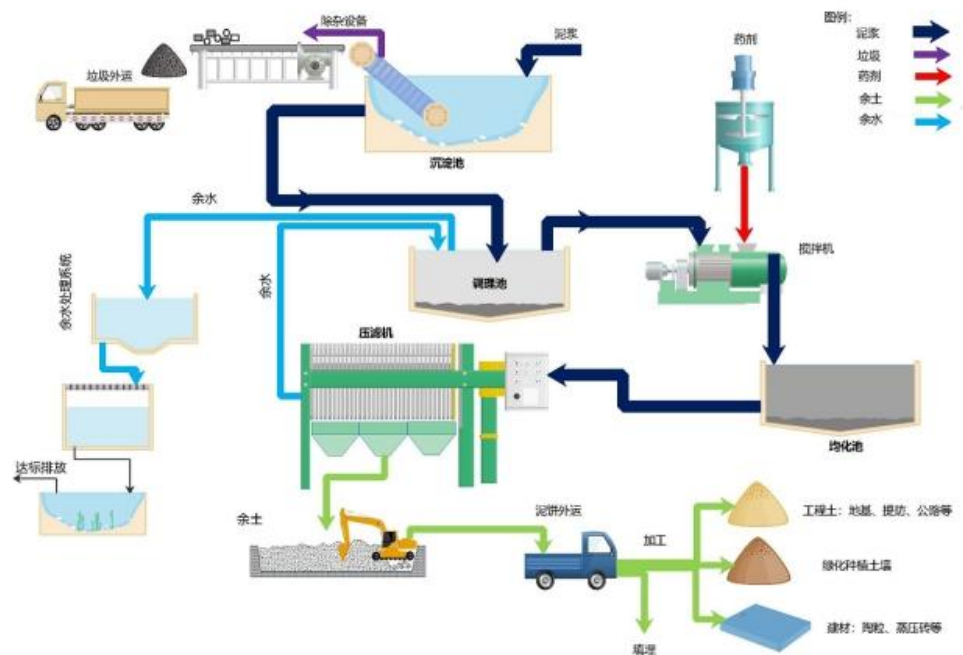 图例：
泥浆
垃圾
药剂
余土
余水
除杂设备
泥浆
药剂
垃圾外运
沉淀池
余水
搅拌机
调理池
余水处理系统
余水
压滤机
均化池
达标排放
余土
泥饼外运
加工
工程土：地基、堤防、公路等
绿化种植土壤
建材：陶粒、蒸压砖等
填埋